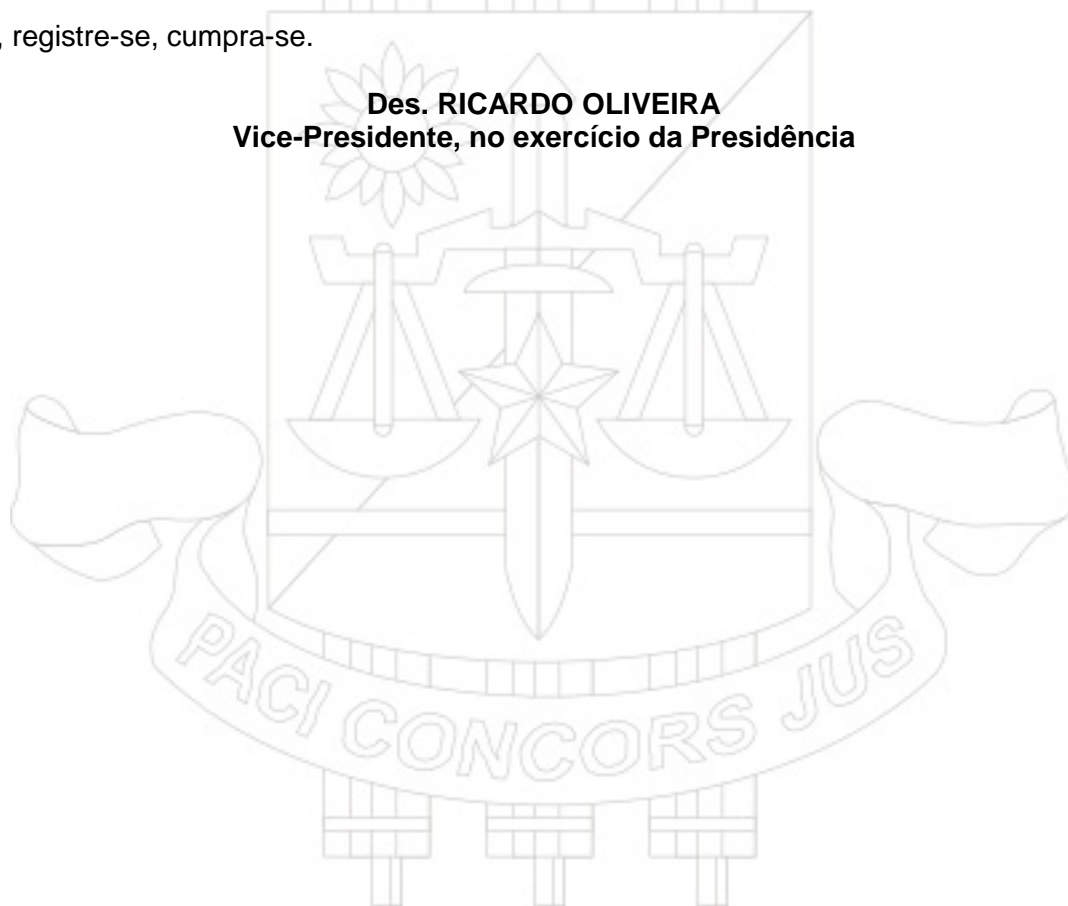 , registre-se, cumpra-se.
Des. RICARDO OLIVEIRA
Vice-Presidente, no exercício da Presidência
PACI CONCORS JUS